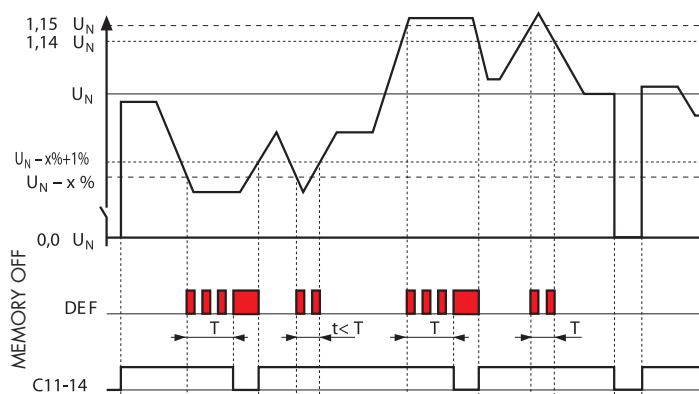 1,15 U_N
1,14 U_N
U_N
U_N – x%+1%
U_N – x %
0,0 U_N
MEMORY OFF
DEF
T
t< T
T
T
C11-14